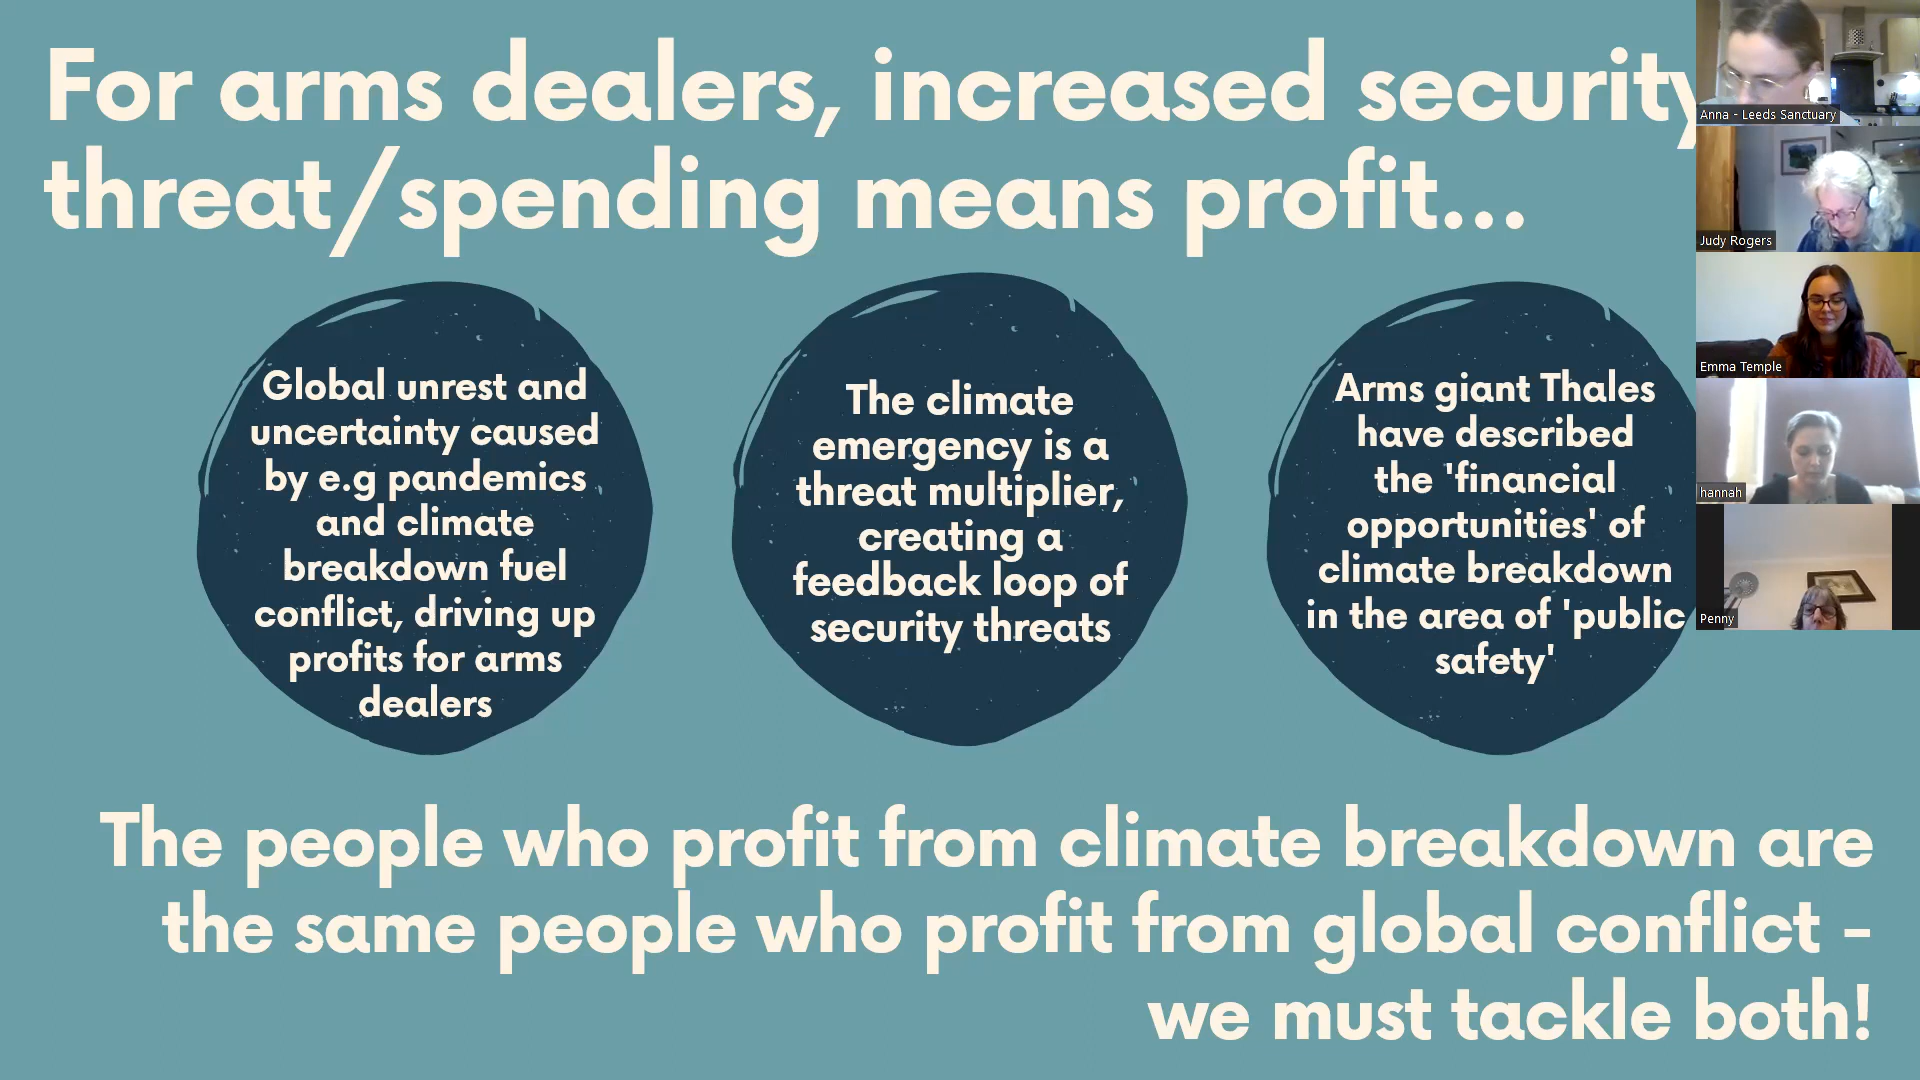 For arms dealers, increased security
threat/spending means profit...
Global unrest and
uncertainty caused
by e.g pandemics
and climate
breakdown fuel
conflict, driving up
profits for arms
dealers
The climate
emergency is a
threat multiplier,
creating a
feedback loop of
security threats
Arms giant Thales
have described
the 'financial
opportunities' of
climate breakdown
in the area of 'public
safety'
The people who profit from climate breakdown are
the same people who profit from global conflict -
we must tackle both!
Anna - Leeds Sanctuary
Judy Rogers
Emma Temple
hannah
Penny